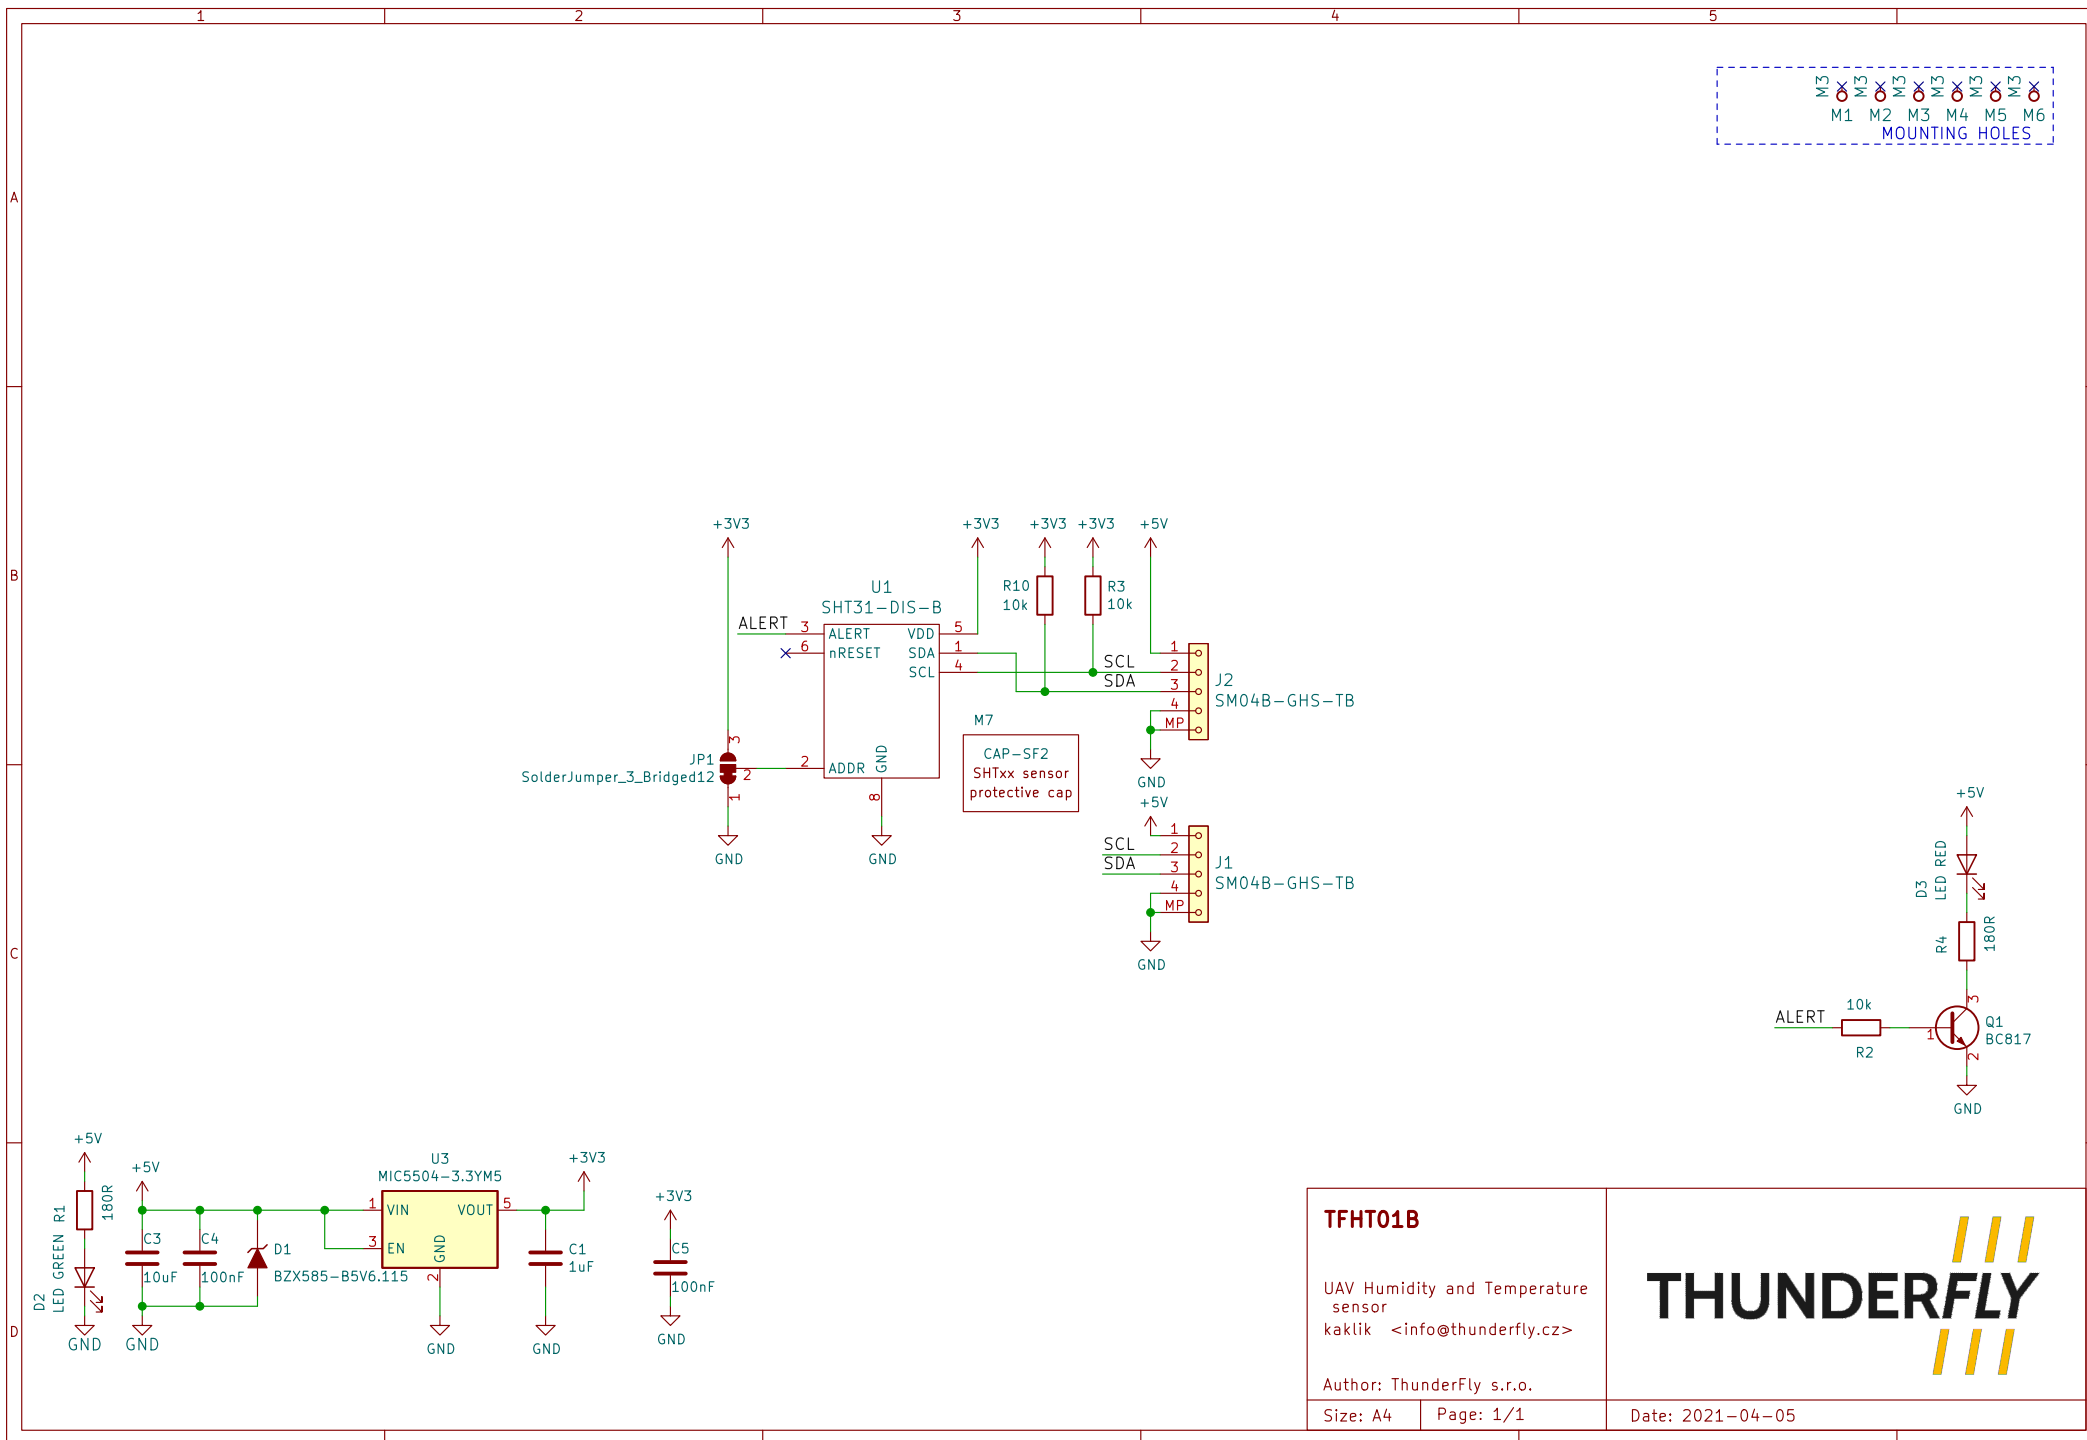 1 2 3 4 5
A
B
C
D
M3 M3 M3 M3 M3 M3
M1 M2 M3 M4 M5 M6
MOUNTING HOLES
+3V3 +3V3 +3V3 +3V3 +5V
U1
SHT31-DIS-B
R10
10k
R3
10k
ALERT 3 ALERT VDD 5
6 nRESET SDA 1
SCL 4
SCL
SDA
1
2
3
4
MP
J2
SM04B-GHS-TB
GND
M7
CAP-SF2
SHTxx sensor
protective cap
3
JP1
SolderJumper_3_Bridged12
2
1
GND
2 ADDR GND
8
GND
+5V
SCL
SDA
1
2
3
4
MP
J1
SM04B-GHS-TB
GND
+5V
D3
LED RED
R4
180R
ALERT
10k
R2
1
3
2
Q1
BC817
GND
+5V
R1
180R
D2
LED GREEN
GND
+5V
C3
10uF
C4
100nF
D1
BZX585-B5V6.115
GND
U3
MIC5504-3.3YM5
1 VIN VOUT 5
3 EN GND
2
GND
+3V3
C1
1uF
GND
+3V3
C5
100nF
GND
TFHT01B
UAV Humidity and Temperature
sensor
kaklik <info@thunderfly.cz>
Author: ThunderFly s.r.o.
Size: A4 Page: 1/1 Date: 2021-04-05
THUNDERFLY